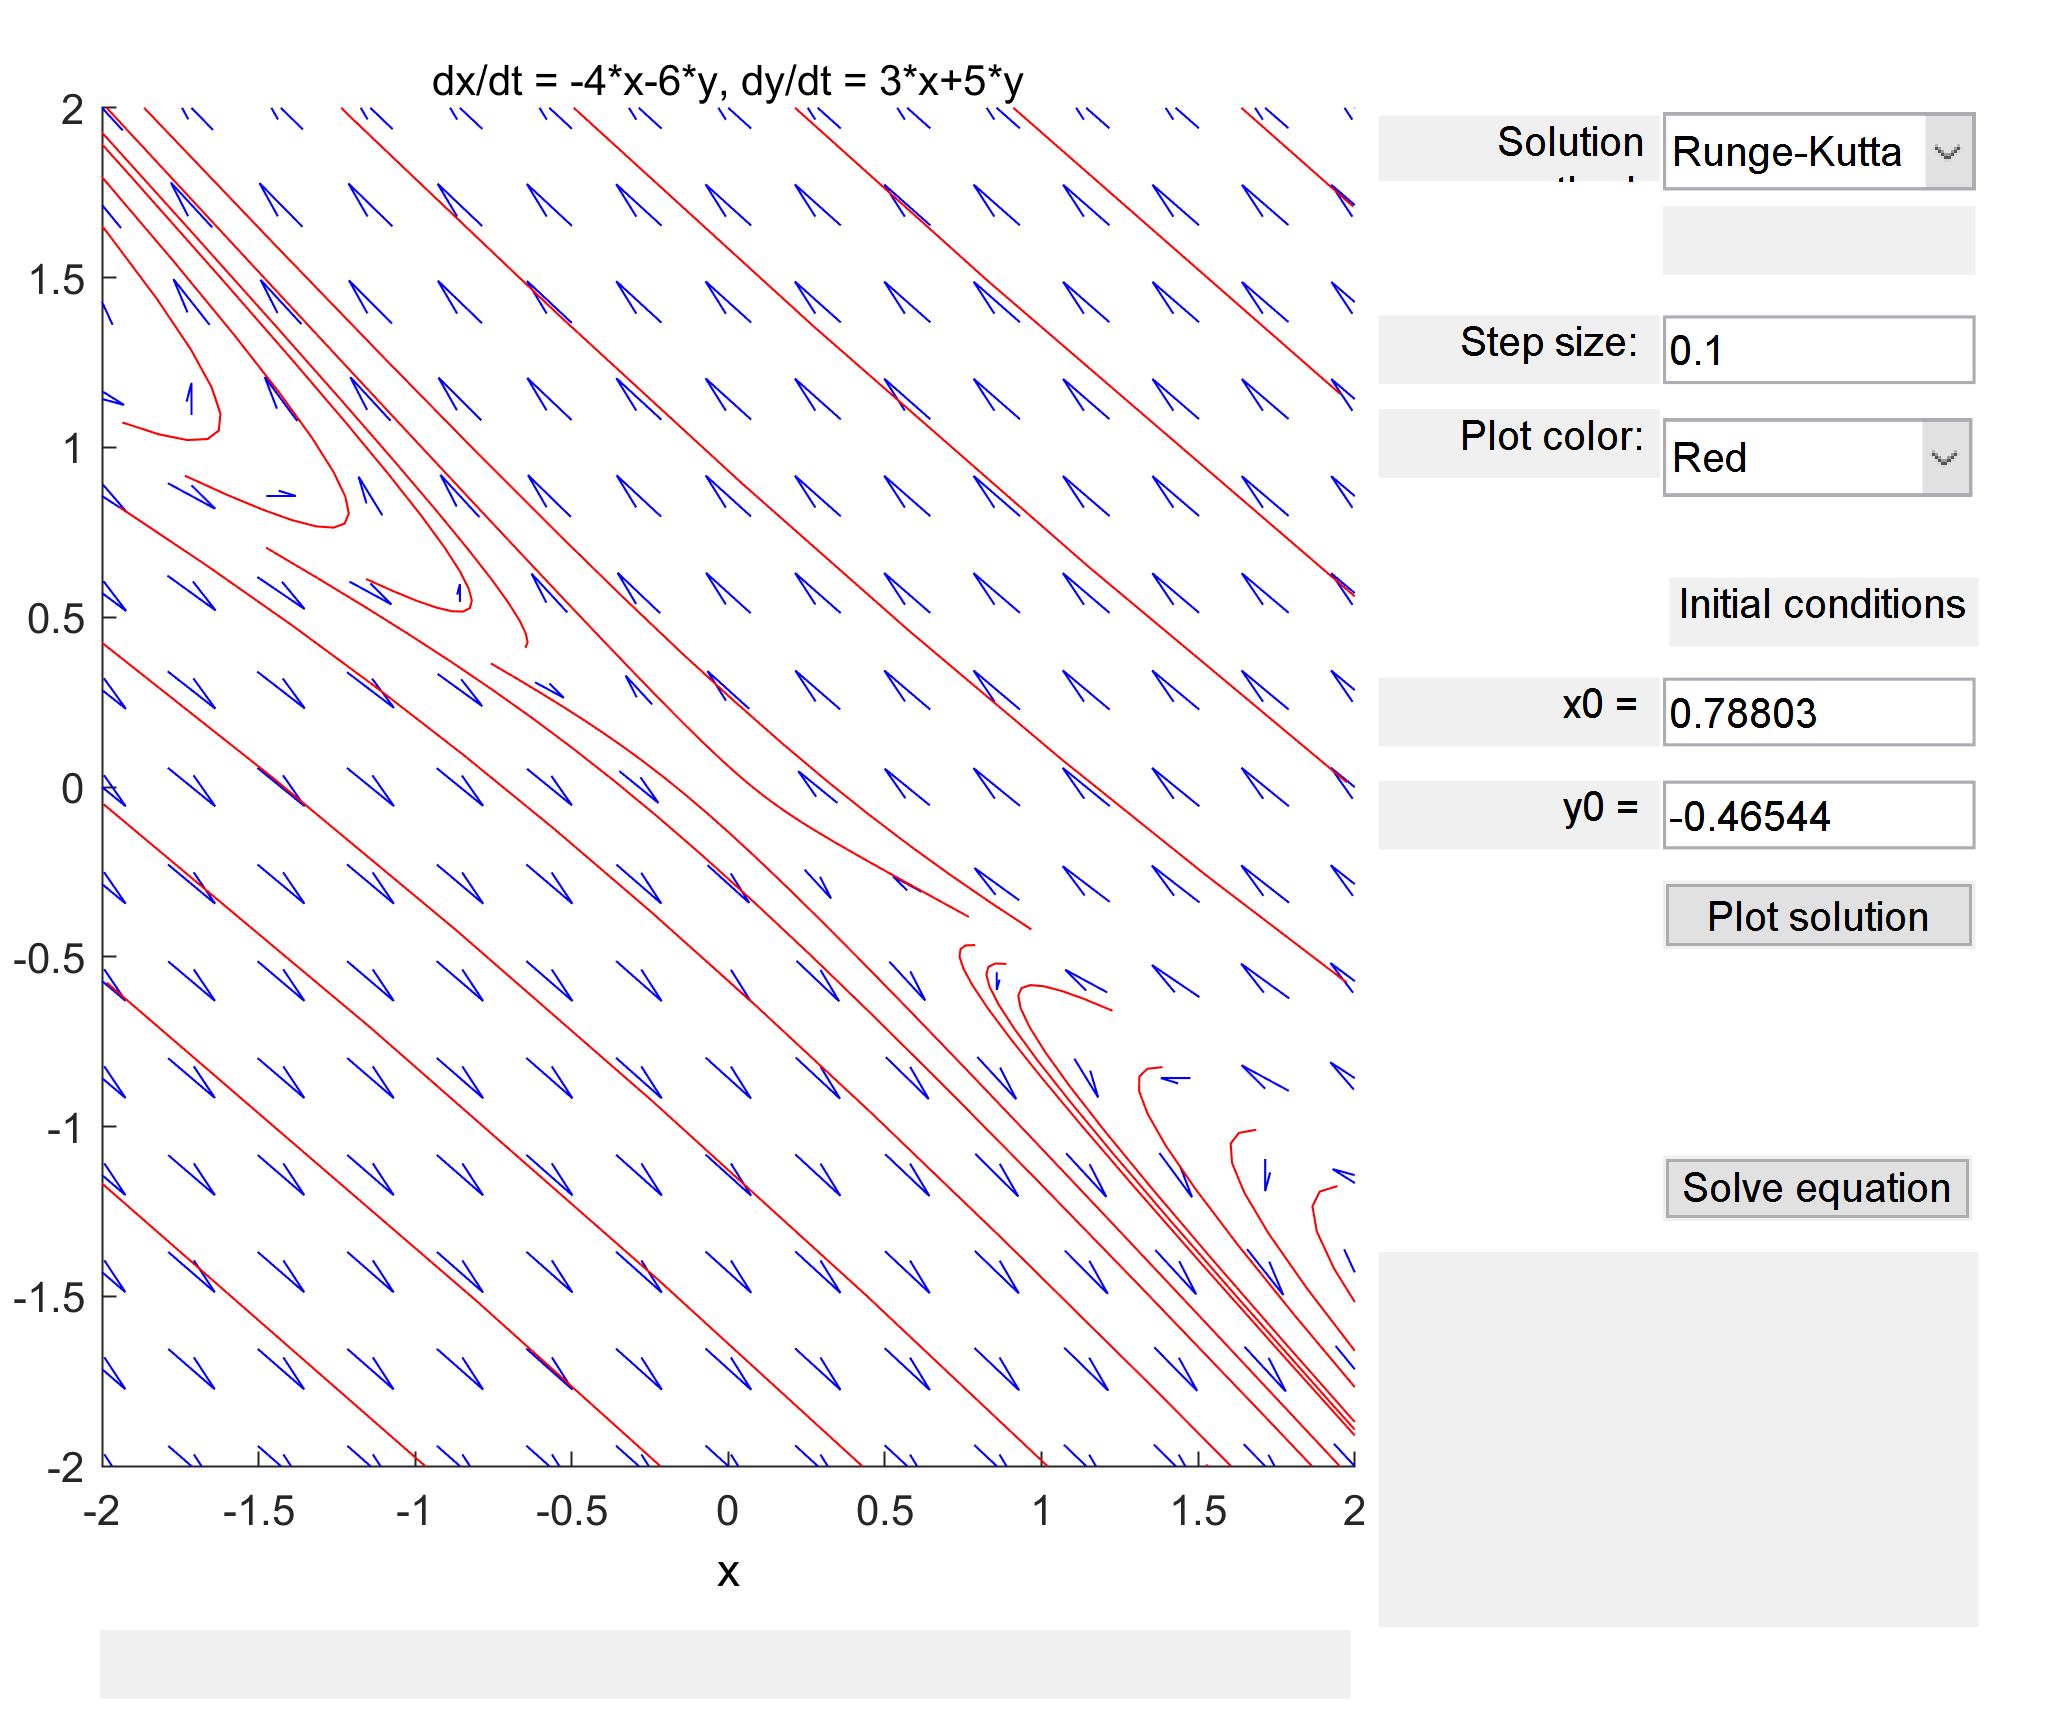 dx/dt = -4*x-6*y, dy/dt = 3*x+5*y
2
1.5
1
0.5
0
-0.5
-1
-1.5
-2
-2
-1.5
-1
-0.5
0
0.5
1
1.5
2
x
Solution
Runge-Kutta
Step size:
0.1
Plot color:
Red
Initial conditions
x0 =
0.78803
y0 =
-0.46544
Plot solution
Solve equation